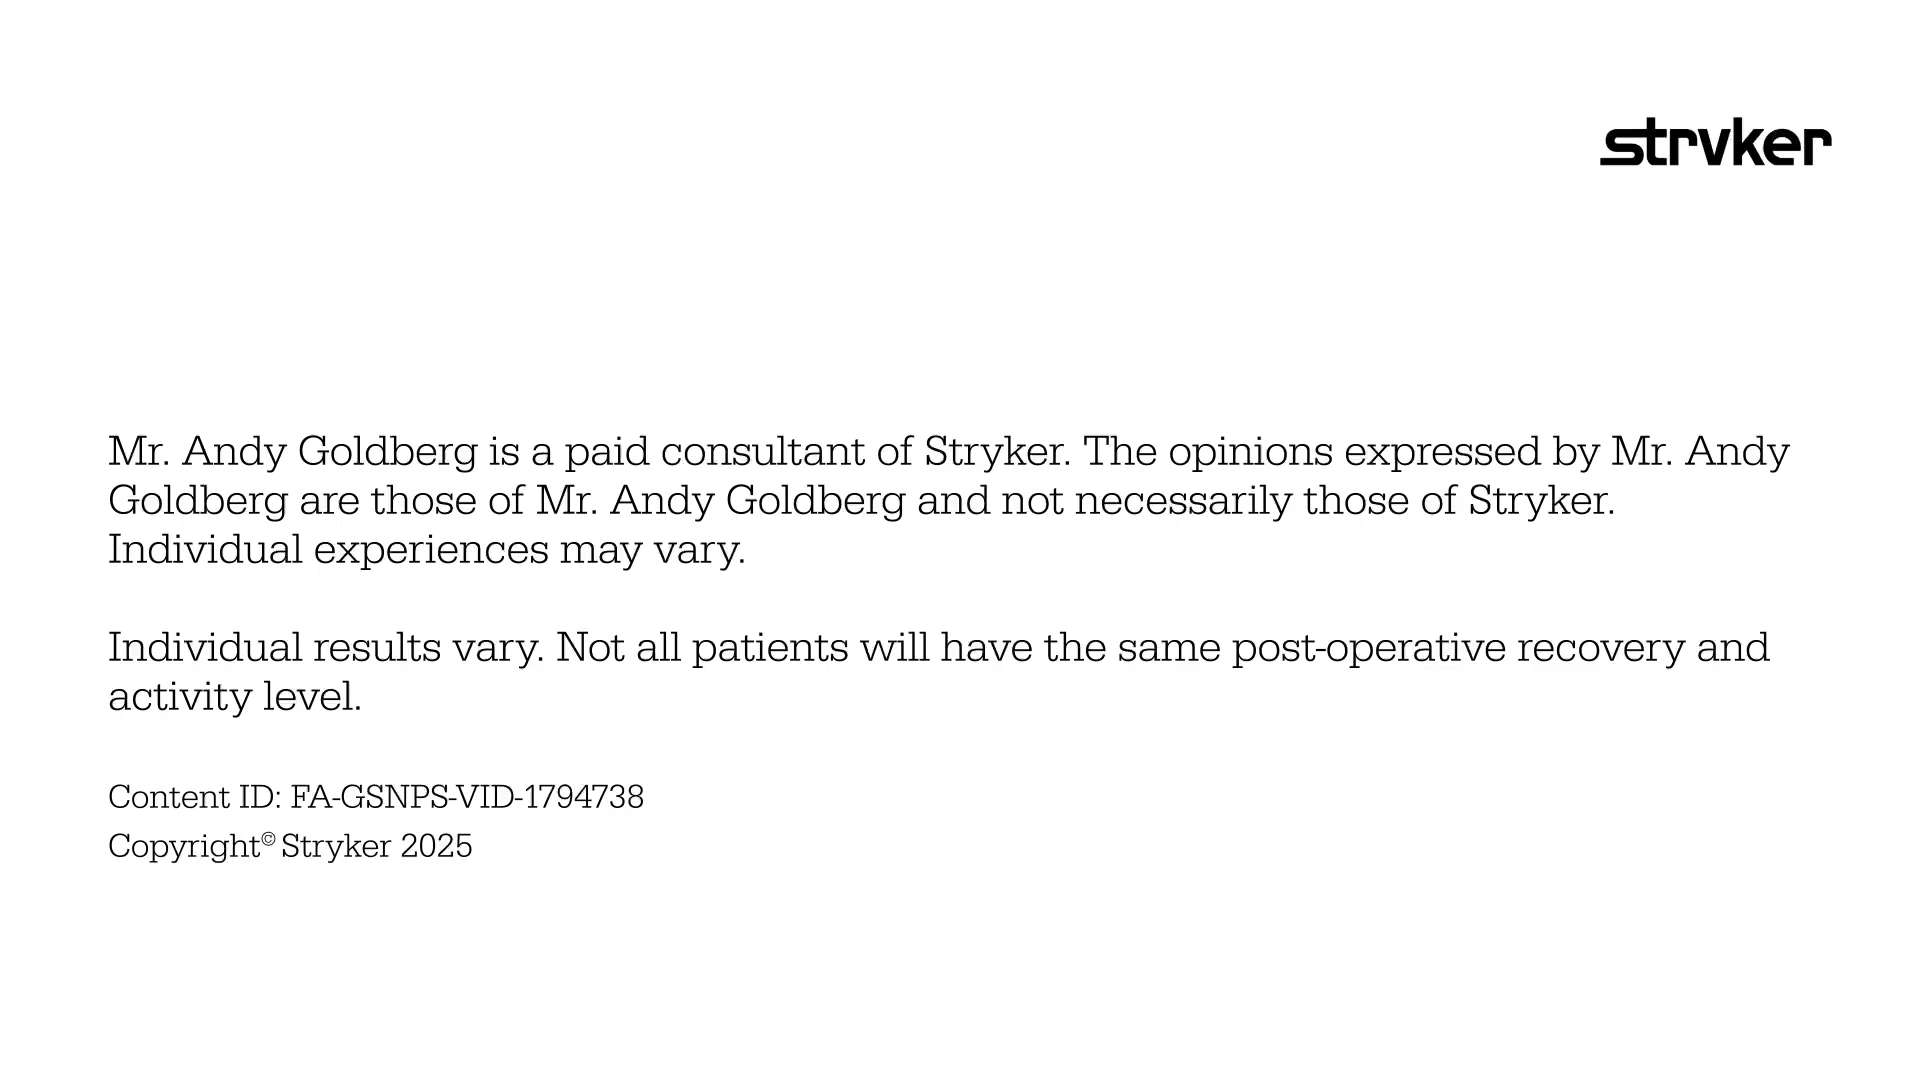 stryker
Mr. Andy Goldberg is a paid consultant of Stryker. The opinions expressed by Mr. Andy
Goldberg are those of Mr. Andy Goldberg and not necessarily those of Stryker.
Individual experiences may vary.
Individual results vary. Not all patients will have the same post-operative recovery and
activity level.
Content ID: FA-GSNPS-VID-1794738
Copyright© Stryker 2025